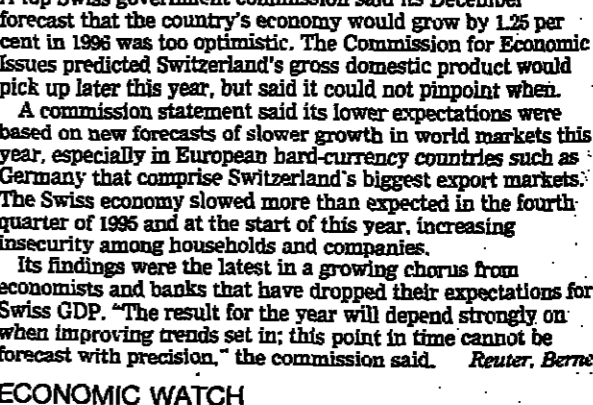 A top Swiss government commission said its December
forecast that the country's economy would grow by 1.25 per
cent in 1996 was too optimistic. The Commission for Economic
Issues predicted Switzerland's gross domestic product would
pick up later this year, but said it could not pinpoint when.
A commission statement said its lower expectations were
based on new forecasts of slower growth in world markets this
year, especially in European hard-currency countries such as
Germany that comprise Switzerland's biggest export markets.
The Swiss economy slowed more than expected in the fourth
quarter of 1995 and at the start of this year, increasing
insecurity among households and companies.
Its findings were the latest in a growing chorus from
economists and banks that have dropped their expectations for
Swiss GDP. "The result for the year will depend strongly on
when improving trends set in; this point in time cannot be
forecast with precision," the commission said. Reuter, Berne
ECONOMIC WATCH